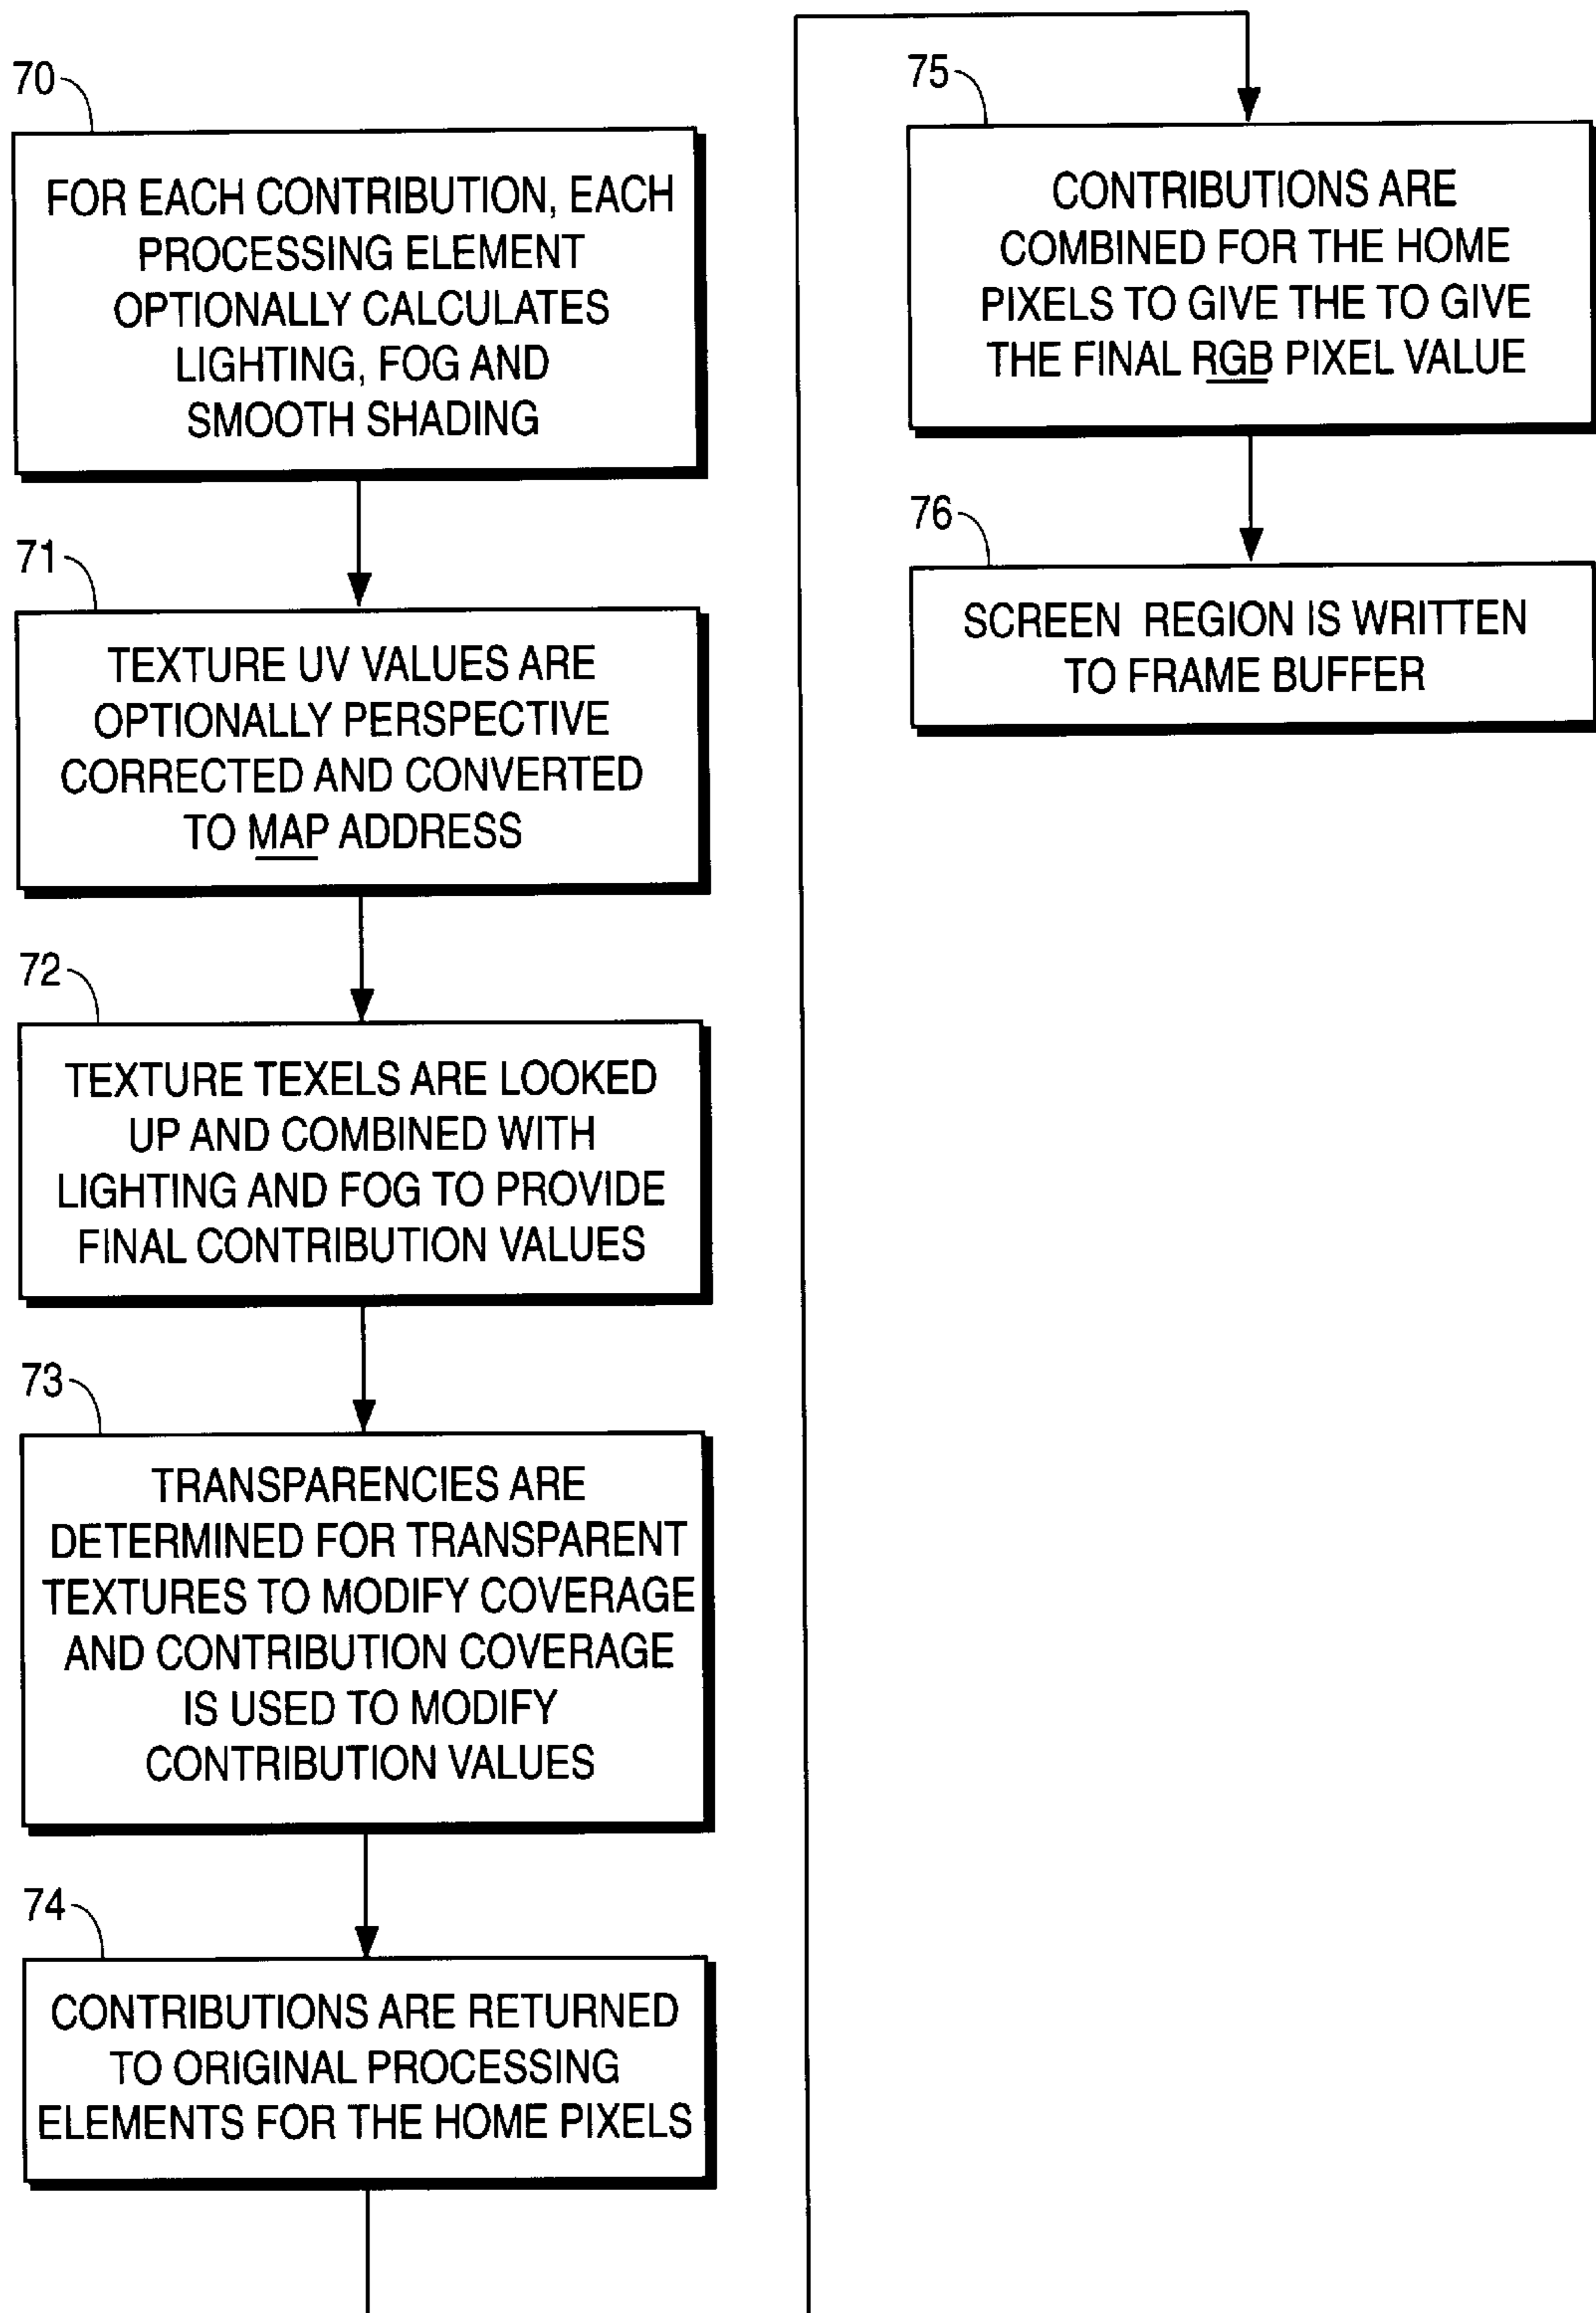 70
FOR EACH CONTRIBUTION, EACH
PROCESSING ELEMENT
OPTIONALLY CALCULATES
LIGHTING, FOG AND
SMOOTH SHADING
71
TEXTURE UV VALUES ARE
OPTIONALLY PERSPECTIVE
CORRECTED AND CONVERTED
TO MAP ADDRESS
72
TEXTURE TEXELS ARE LOOKED
UP AND COMBINED WITH
LIGHTING AND FOG TO PROVIDE
FINAL CONTRIBUTION VALUES
73
TRANSPARENCIES ARE
DETERMINED FOR TRANSPARENT
TEXTURES TO MODIFY COVERAGE
AND CONTRIBUTION COVERAGE
IS USED TO MODIFY
CONTRIBUTION VALUES
74
CONTRIBUTIONS ARE RETURNED
TO ORIGINAL PROCESSING
ELEMENTS FOR THE HOME PIXELS
75
CONTRIBUTIONS ARE
COMBINED FOR THE HOME
PIXELS TO GIVE THE TO GIVE
THE FINAL RGB PIXEL VALUE
76
SCREEN REGION IS WRITTEN
TO FRAME BUFFER